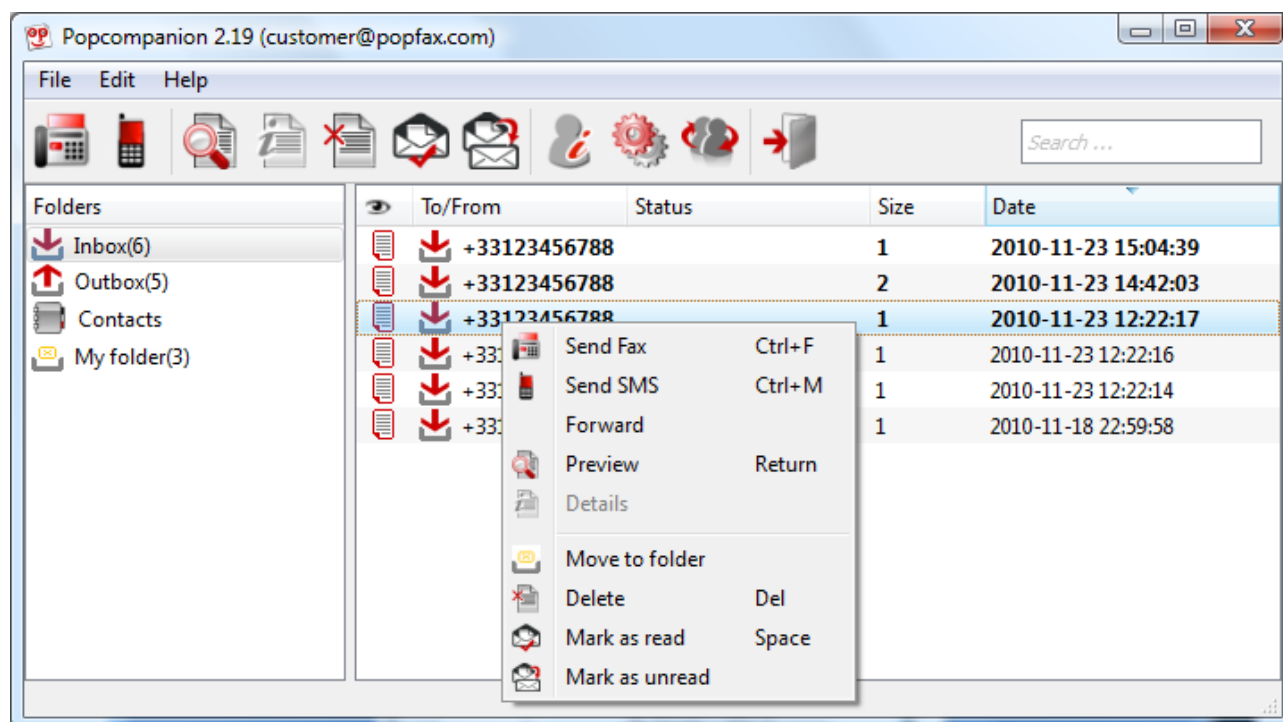 Popcompanion 2.19 (customer@popfax.com)
File Edit Help
Search ...
Folders
Inbox(6)
Outbox(5)
Contacts
My folder(3)
To/From Status Size Date
+33123456788 1 2010-11-23 15:04:39
+33123456788 2 2010-11-23 14:42:03
+33123456788 1 2010-11-23 12:22:17
+331 1 2010-11-23 12:22:16
+331 1 2010-11-23 12:22:14
+331 1 2010-11-18 22:59:58
Send Fax Ctrl+F
Send SMS Ctrl+M
Forward
Preview Return
Details
Move to folder
Delete Del
Mark as read Space
Mark as unread